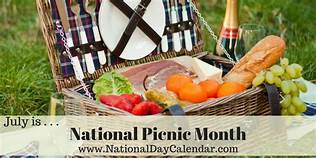 July is . . .
National Picnic Month
www.NationalDayCalendar.com